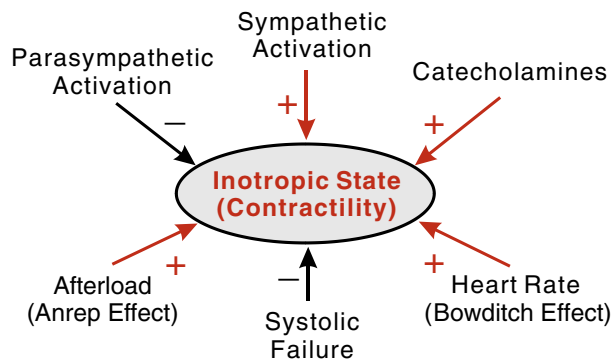 Sympathetic
Activation
Parasympathetic
Activation
Catecholamines
−
+
+
Inotropic State
(Contractility)
+
−
+
Afterload
(Anrep Effect)
Heart Rate
(Bowditch Effect)
Systolic
Failure